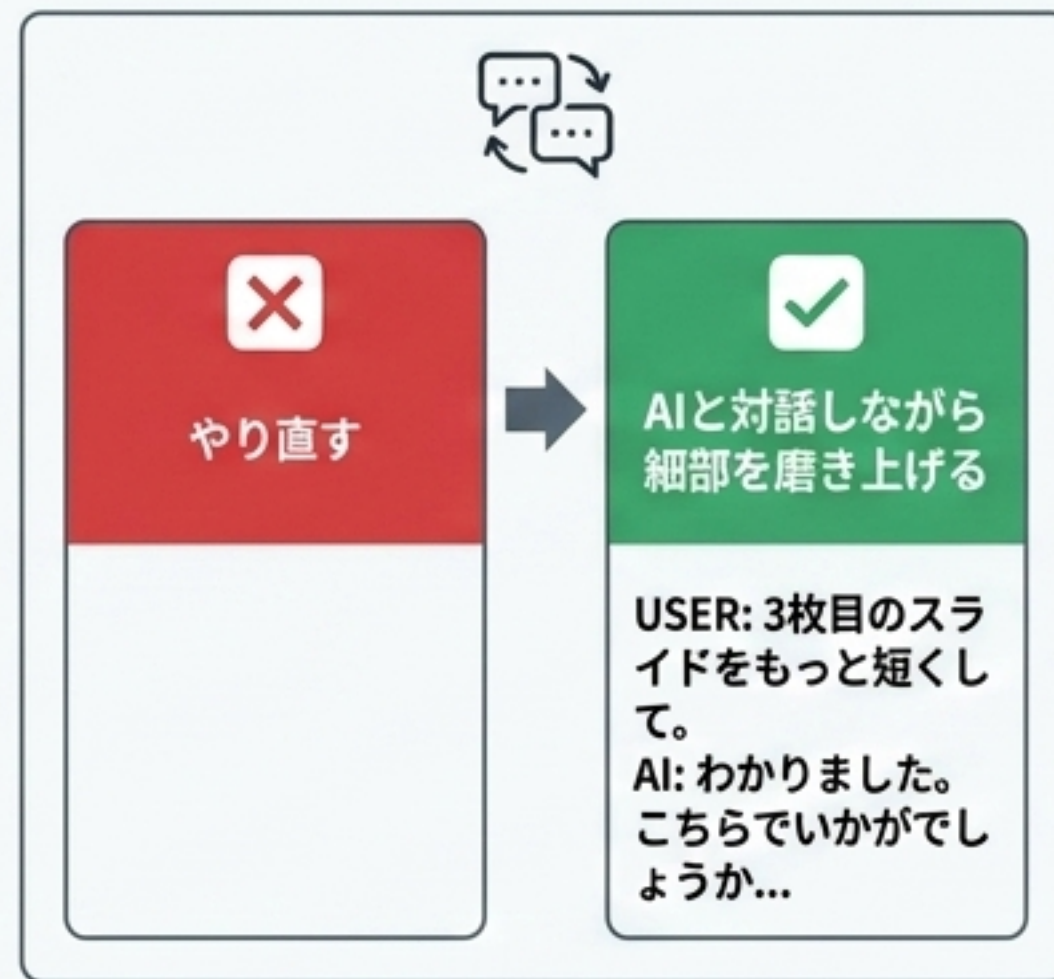 やり直す
AIと対話しながら
細部を磨き上げる
USER: 3枚目のスラ
イドをもっと短くし
て。
AI: わかりました。
こちらでいかがでし
ょうか...